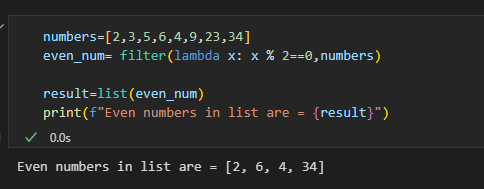 numbers=[2,3,5,6,4,9,23,34]
even_num= filter(lambda x: x % 2==0,numbers)
result=list(even_num)
print(f"Even numbers in list are = {result}")
0.0s
Even numbers in list are = [2, 6, 4, 34]